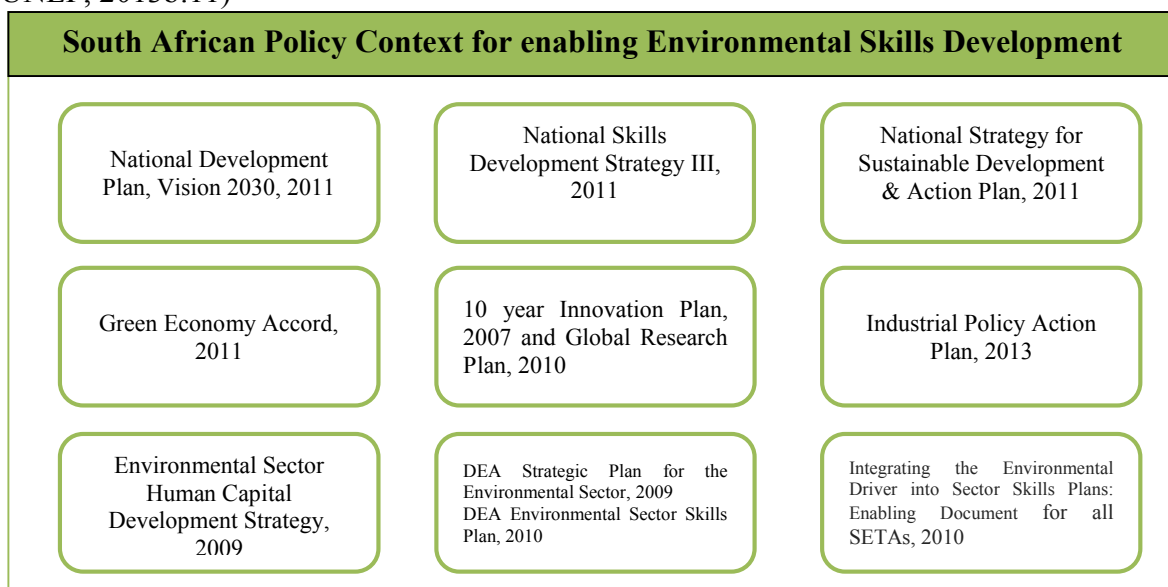 UNEP, 2013b:11)
South African Policy Context for enabling Environmental Skills Development
National Development
Plan, Vision 2030, 2011
National Skills
Development Strategy III,
2011
National Strategy for
Sustainable Development
& Action Plan, 2011
Green Economy Accord,
2011
10 year Innovation Plan,
2007 and Global Research
Plan, 2010
Industrial Policy Action
Plan, 2013
Environmental Sector
Human Capital
Development Strategy,
2009
DEA Strategic Plan for the
Environmental Sector, 2009
DEA Environmental Sector Skills
Plan, 2010
Integrating the Environmental
Driver into Sector Skills Plans:
Enabling Document for all
SETAs, 2010